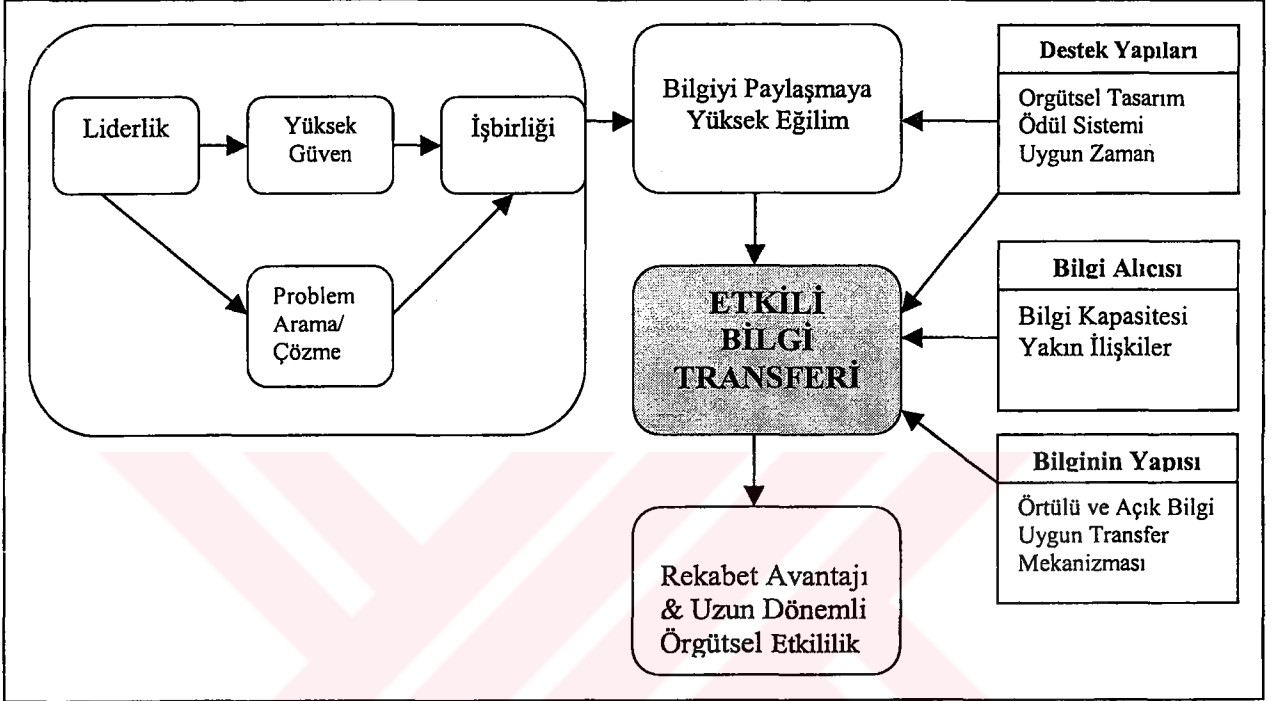 Liderlik
Yüksek
Güven
İşbirliği
Problem
Arama/
Çözme
Bilgiyi Paylaşmaya
Yüksek Eğilim
ETKİLİ
BİLGİ
TRANSFERİ
Rekabet Avantajı
& Uzun Dönemli
Örgütsel Etkililik
Destek Yapıları
Orgütsel Tasarım
Ödül Sistemi
Uygun Zaman
Bilgi Alıcısı
Bilgi Kapasitesi
Yakın İlişkiler
Bilginin Yapısı
Örtülü ve Açık Bilgi
Uygun Transfer
Mekanizması